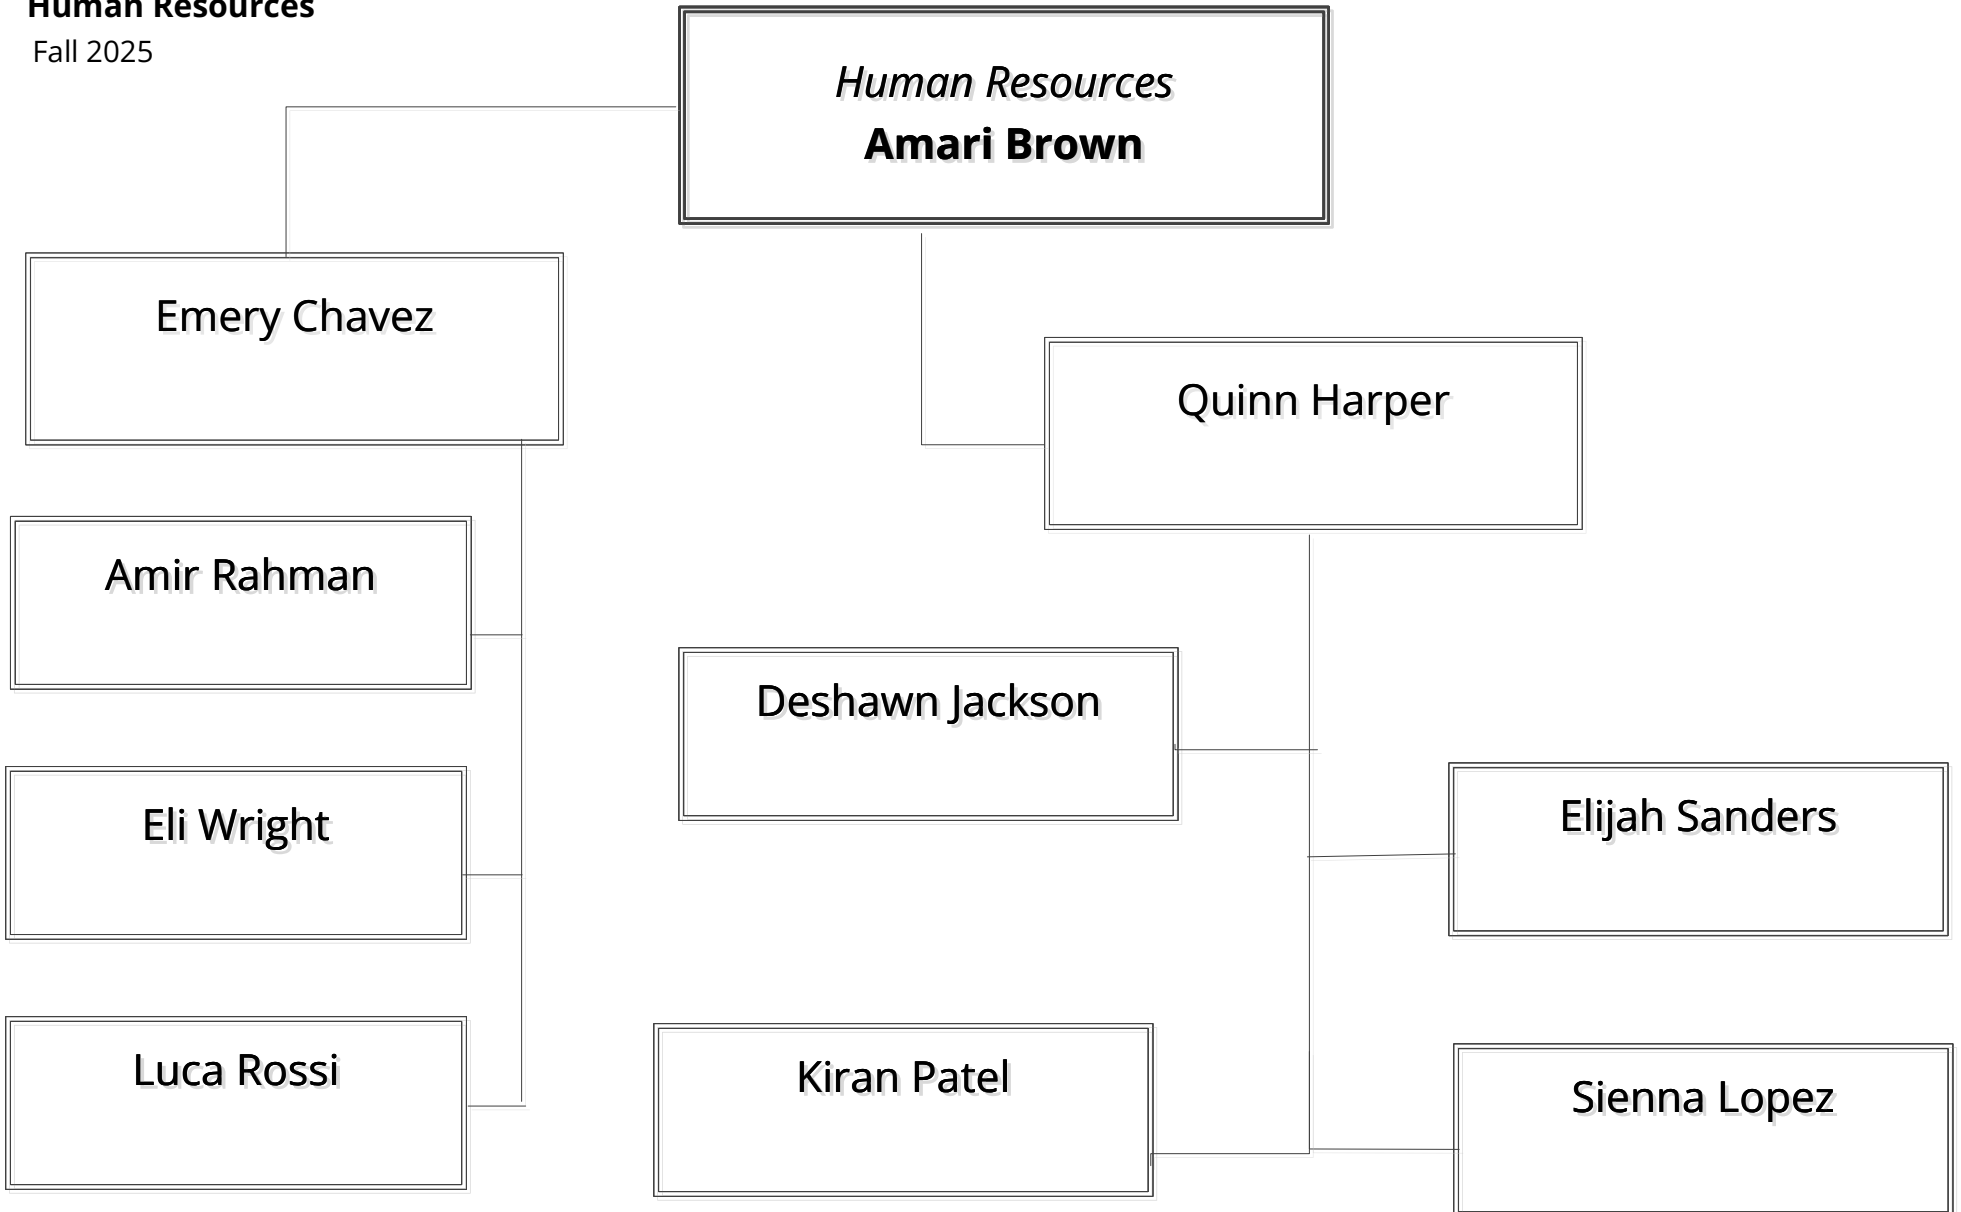 Human Resources
Fall 2025
Human Resources
Amari Brown
Emery Chavez
Quinn Harper
Amir Rahman
Deshawn Jackson
Eli Wright
Elijah Sanders
Luca Rossi
Kiran Patel
Sienna Lopez